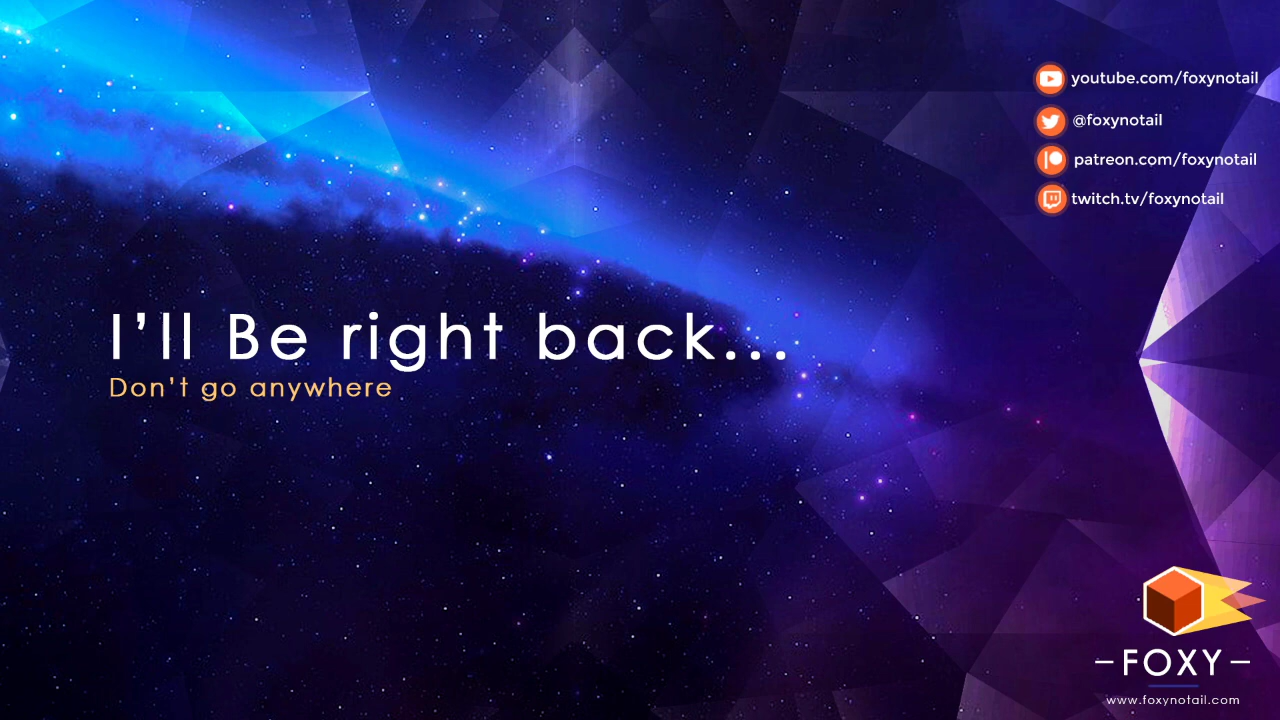 youtube.com/foxynotail
@foxynotail
patreon.com/foxynotail
twitch.tv/foxynotail
I’ll Be right back...
Don’t go anywhere
–FOXY–
www.foxynotail.com